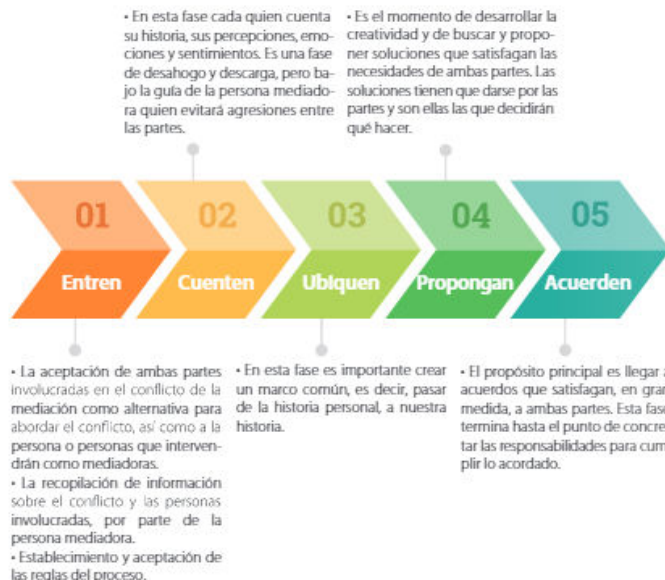 • En esta fase cada quien cuenta
su historia, sus percepciones, emo-
ciones y sentimientos. Es una fase
de desahogo y descarga, pero ba-
jo la guía de la persona mediado-
ra quien evitará agresiones entre
las partes.
• Es el momento de desarrollar la
creatividad y de buscar y propo-
ner soluciones que satisfagan las
necesidades de ambas partes. Las
soluciones tienen que darse por las
partes y son ellas las que decidirán
qué hacer.
01
Entren
02
Cuenten
03
Ubiquen
04
Propongan
05
Acuerden
• La aceptación de ambas partes
involucradas en el conflicto de la
mediación como alternativa para
abordar el conflicto, así como a la
persona o personas que interven-
drán como mediadoras.
• La recopilación de información
sobre el conflicto y las personas
involucradas, por parte de la
persona mediadora.
• Establecimiento y aceptación de
las reglas del proceso.
• En esta fase es importante crear
un marco común, es decir, pasar
de la historia personal, a nuestra
historia.
• El propósito principal es llegar a
acuerdos que satisfagan, en gran
medida, a ambas partes. Esta fase
termina hasta el punto de concre-
tar las responsabilidades para cum-
plir lo acordado.